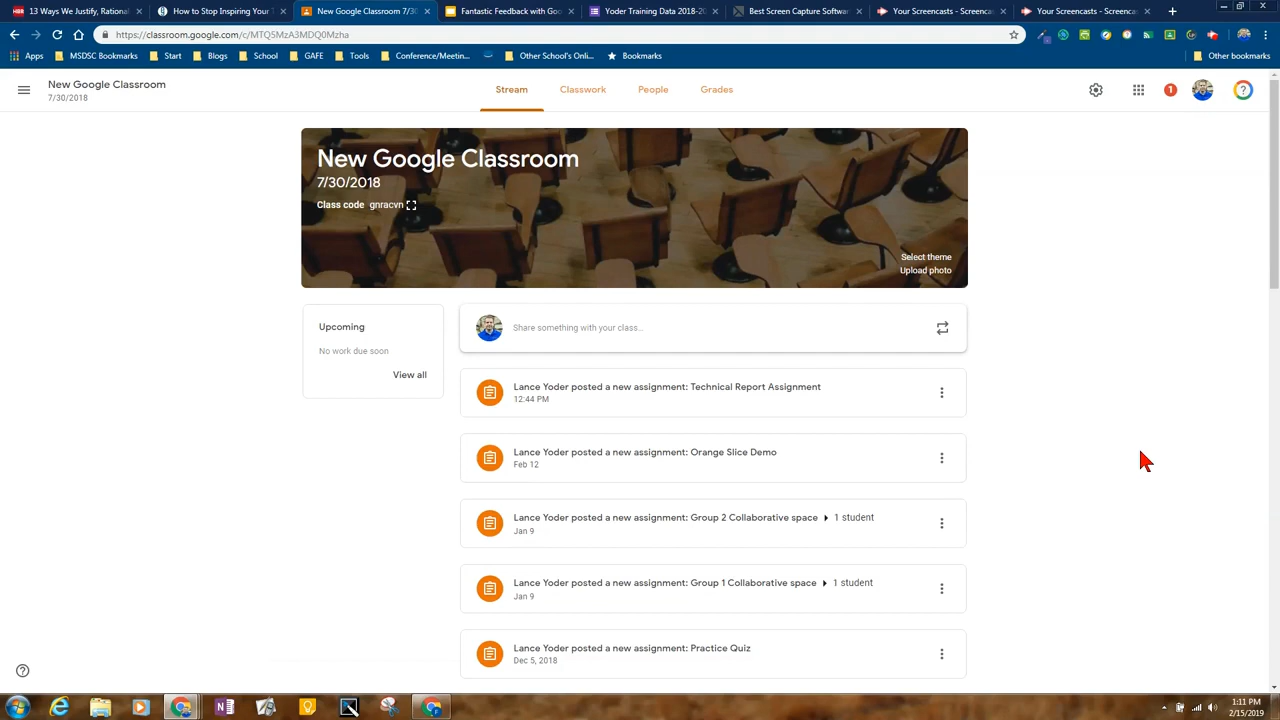 13 Ways We Justify, Rational
How to Stop Inspiring Your
New Google Classroom 7/3
Fantastic Feedback with Goo
Yoder Training Data 2018-20
Best Screen Capture Softwar
Your Screencasts - Screenca
Your Screencasts - Screenca
https://classroom.google.com/c/MTQ5MzA3MDQ0Mzha
Apps
MSDSC Bookmarks
Start
Blogs
School
GAFE
Tools
Conference/Meetin...
Other School's Onli...
Bookmarks
Other bookmarks
New Google Classroom
7/30/2018
Stream
Classwork
People
Grades
1
New Google Classroom
7/30/2018
Class code gnracvn
Select theme
Upload photo
Upcoming
No work due soon
View all
Share something with your class...
Lance Yoder posted a new assignment: Technical Report Assignment
12:44 PM
Lance Yoder posted a new assignment: Orange Slice Demo
Feb 12
Lance Yoder posted a new assignment: Group 2 Collaborative space 1 student
Jan 9
Lance Yoder posted a new assignment: Group 1 Collaborative space 1 student
Jan 9
Lance Yoder posted a new assignment: Practice Quiz
Dec 5, 2018
1:11 PM
2/15/2019